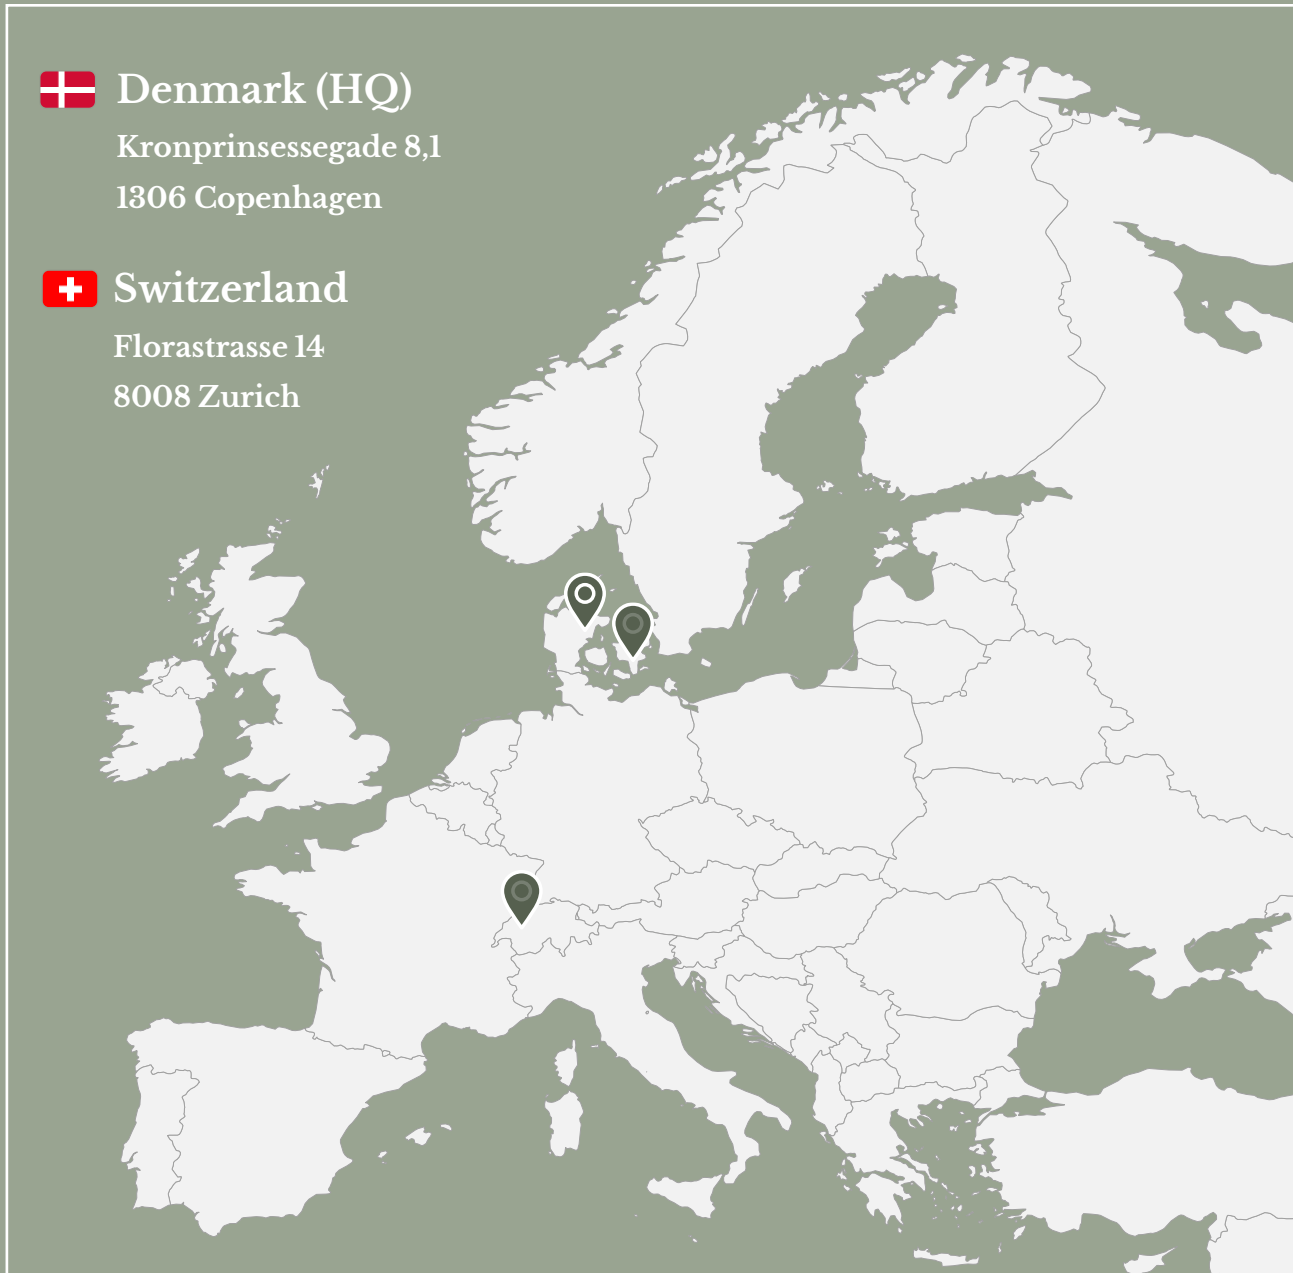 Denmark (HQ)
Kronprinsessegade 8,1
1306 Copenhagen
Switzerland
Florastrasse 14
8008 Zurich